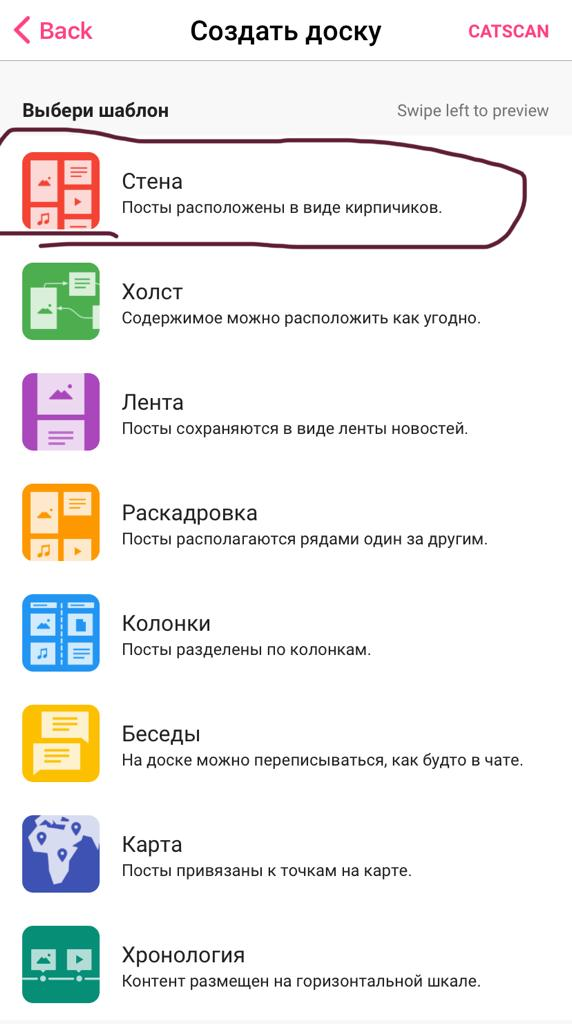 Back
Создать доску
CATSCAN
Выбери шаблон
Swipe left to preview
Стена
Посты расположены в виде кирпичиков.
Холст
Содержимое можно расположить как угодно.
Лента
Посты сохраняются в виде ленты новостей.
Раскадровка
Посты располагаются рядами один за другим.
Колонки
Посты разделены по колонкам.
Беседы
На доске можно переписываться, как будто в чате.
Карта
Посты привязаны к точкам на карте.
Хронология
Контент размещен на горизонтальной шкале.